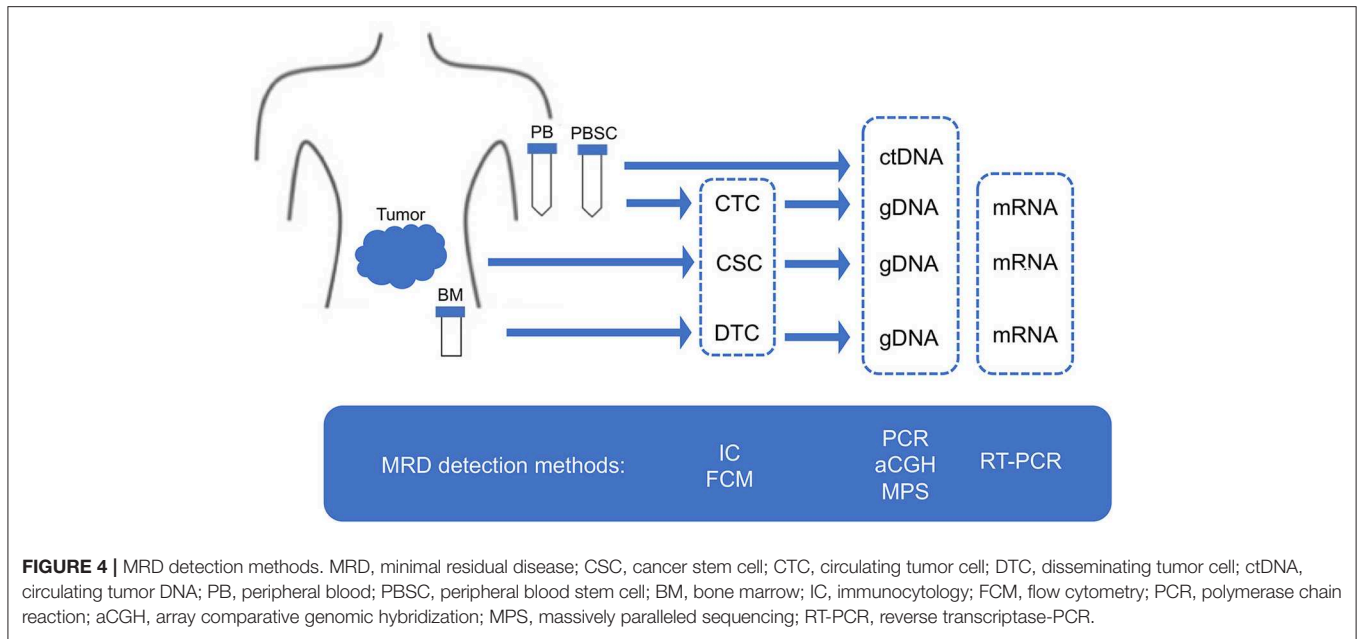 PB PBSC
ctDNA
CTC gDNA mRNA
Tumor
CSC gDNA mRNA
BM
DTC gDNA mRNA
MRD detection methods:
IC
FCM
PCR
aCGH
MPS
RT-PCR
FIGURE 4 | MRD detection methods. MRD, minimal residual disease; CSC, cancer stem cell; CTC, circulating tumor cell; DTC, disseminating tumor cell; ctDNA,
circulating tumor DNA; PB, peripheral blood; PBSC, peripheral blood stem cell; BM, bone marrow; IC, immunocytology; FCM, flow cytometry; PCR, polymerase chain
reaction; aCGH, array comparative genomic hybridization; MPS, massively paralleled sequencing; RT-PCR, reverse transcriptase-PCR.